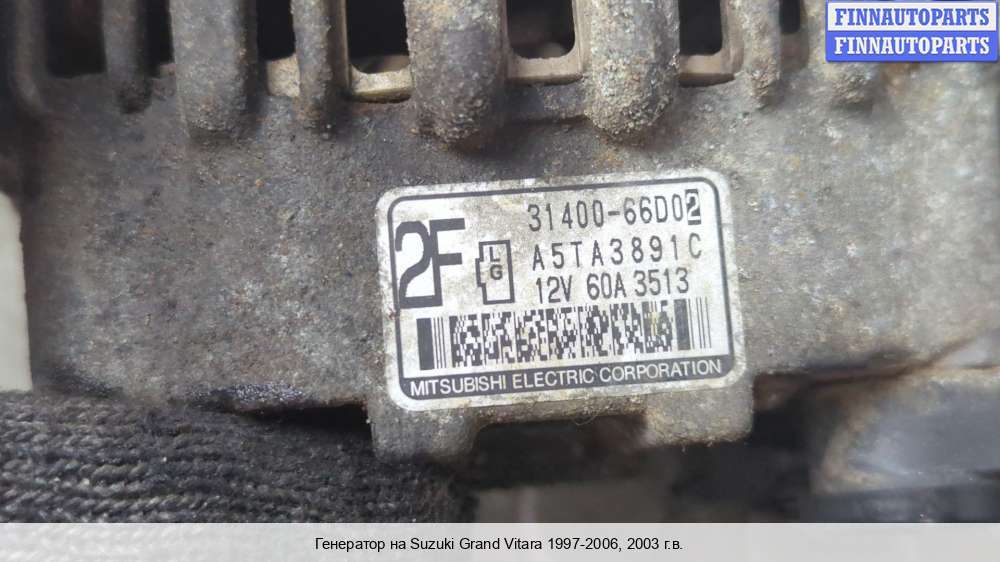 FINNAUTOPARTS
FINNAUTOPARTS
31400-66D02
2F
LG
A5TA3891C
12V 60A 3513
MITSUBISHI ELECTRIC CORPORATION
Генератор на Suzuki Grand Vitara 1997-2006, 2003 г.в.